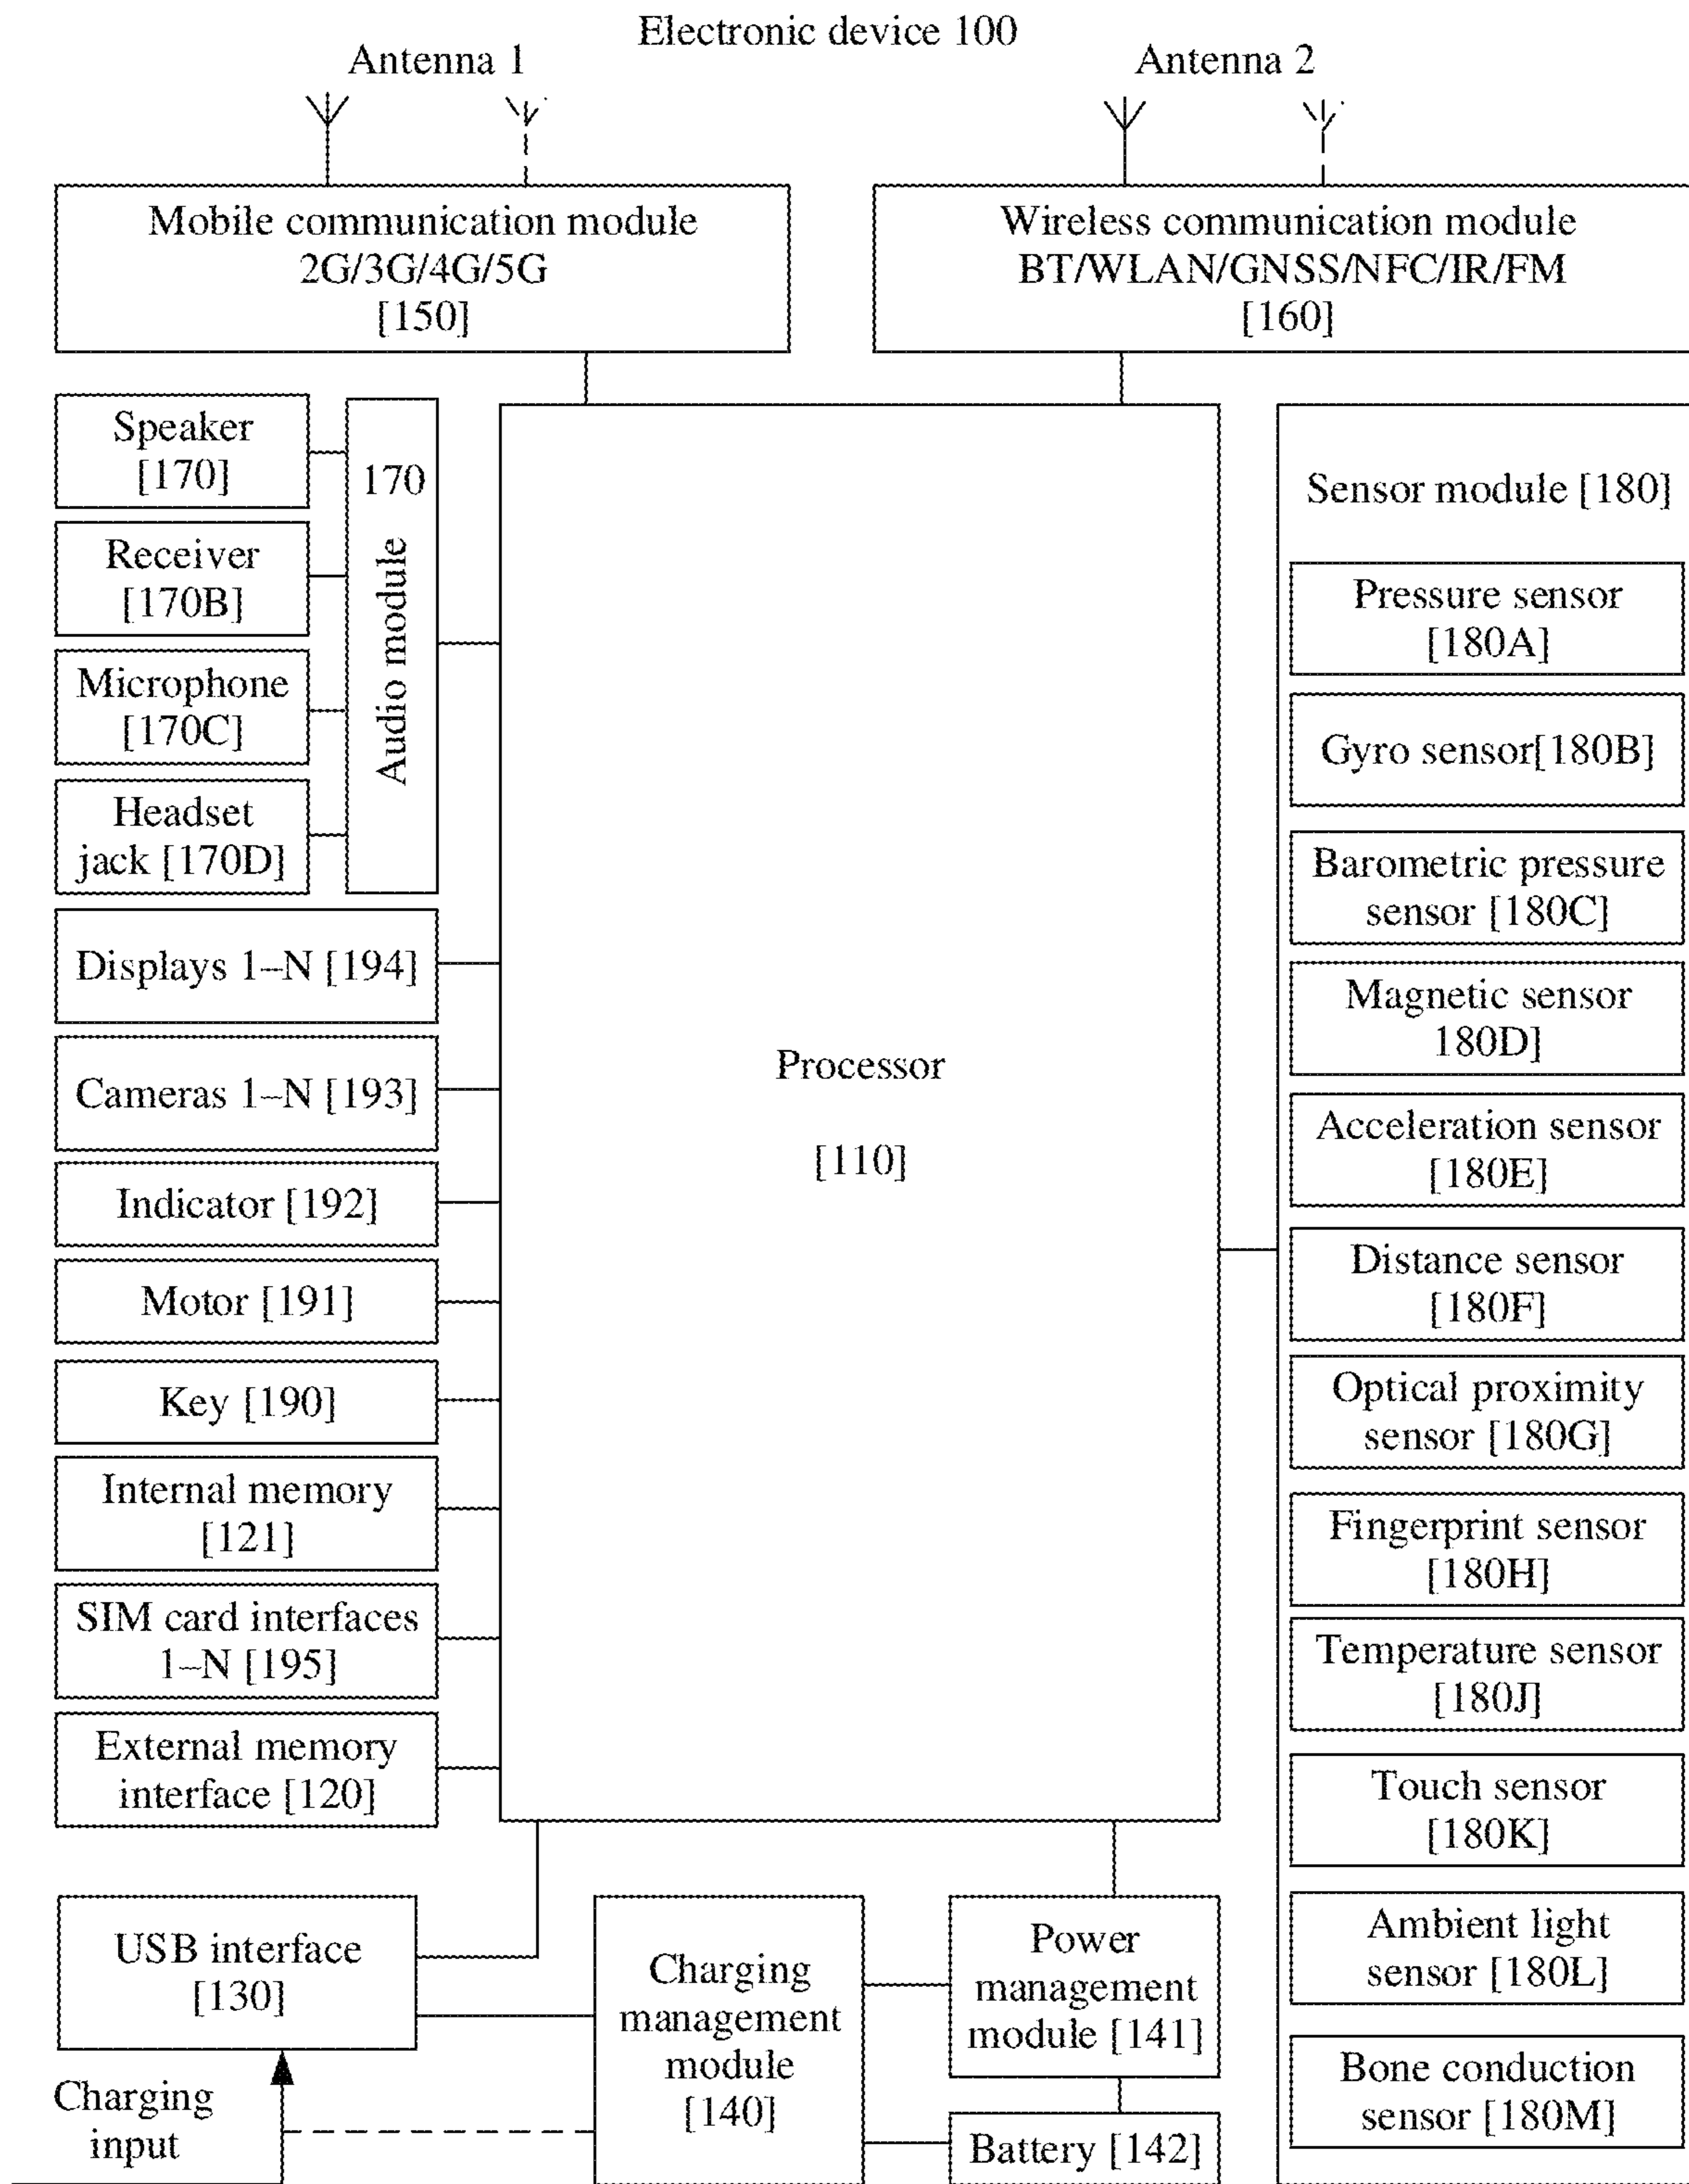 Electronic device 100
Antenna 1
Antenna 2
Mobile communication module
2G/3G/4G/5G
[150]
Wireless communication module
BT/WLAN/GNSS/NFC/IR/FM
[160]
Speaker
[170]
Receiver
[170B]
Microphone
[170C]
Headset
jack [170D]
170
Audio module
Displays 1–N [194]
Cameras 1–N [193]
Indicator [192]
Motor [191]
Key [190]
Internal memory
[121]
SIM card interfaces
1–N [195]
External memory
interface [120]
Processor
[110]
Sensor module [180]
Pressure sensor
[180A]
Gyro sensor[180B]
Barometric pressure
sensor [180C]
Magnetic sensor
180D]
Acceleration sensor
[180E]
Distance sensor
[180F]
Optical proximity
sensor [180G]
Fingerprint sensor
[180H]
Temperature sensor
[180J]
Touch sensor
[180K]
Ambient light
sensor [180L]
Bone conduction
sensor [180M]
USB interface
[130]
Charging
input
Charging
management
module
[140]
Power
management
module [141]
Battery [142]